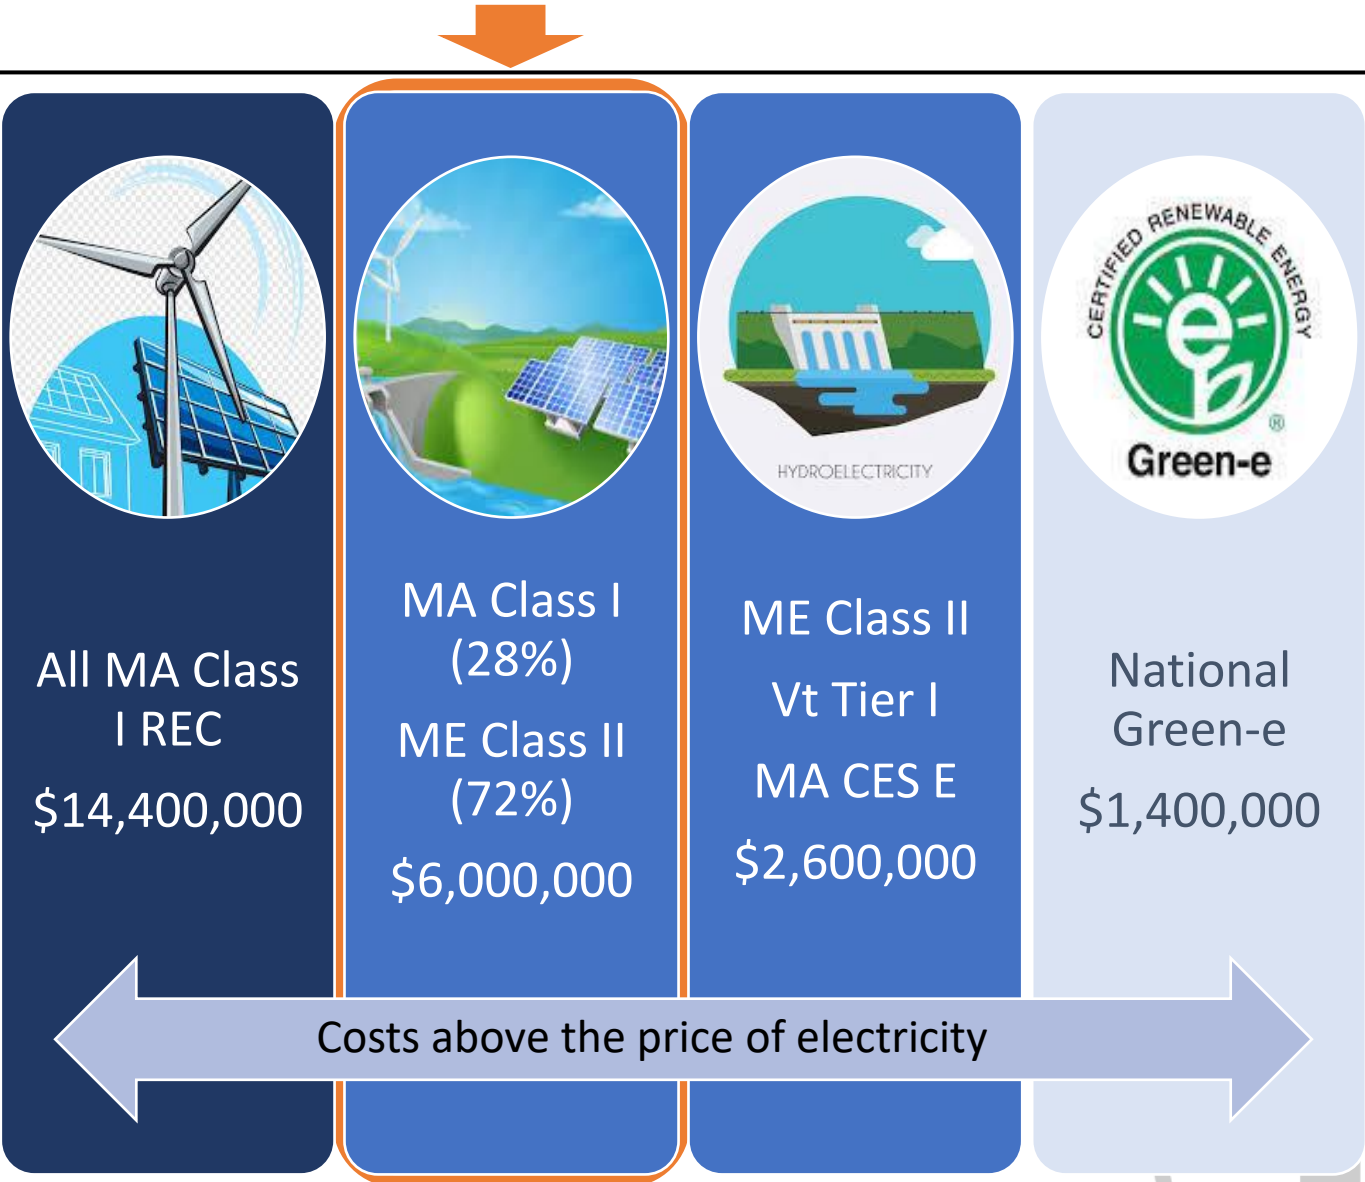 All MA Class
I REC
$14,400,000
MA Class I
(28%)
ME Class II
(72%)
$6,000,000
HYDROELECTRICITY
ME Class II
Vt Tier I
MA CES E
$2,600,000
CERTIFIED RENEWABLE ENERGY
e
®
Green-e
National
Green-e
$1,400,000
Costs above the price of electricity